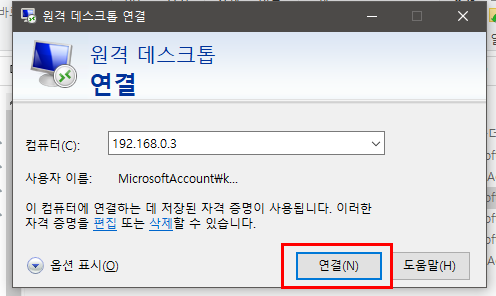 원격 데스크톱 연결
원격 데스크톱
연결
컴퓨터(C):
192.168.0.3
사용자 이름:
MicrosoftAccount₩k...
이 컴퓨터에 연결하는 데 저장된 자격 증명이 사용됩니다. 이러한
자격 증명을 편집 또는 삭제할 수 있습니다.
옵션 표시(O)
연결(N)
도움말(H)